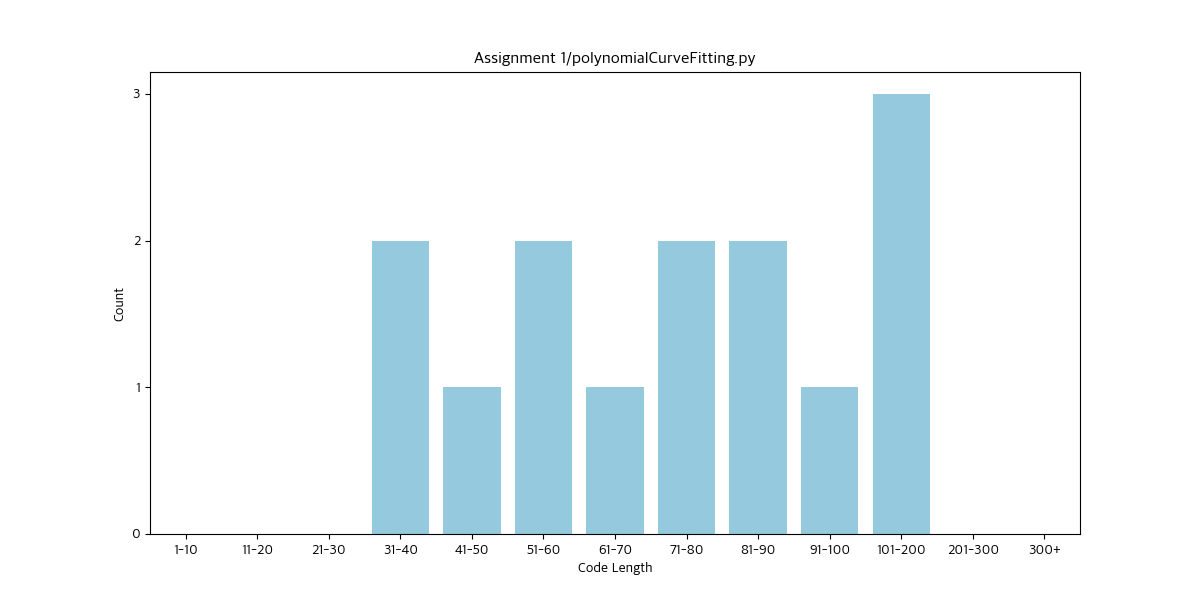 Assignment 1/polynomialCurveFitting.py
3
2
1
0
Count
1-10 11-20 21-30 31-40 41-50 51-60 61-70 71-80 81-90 91-100 101-200 201-300 300+
Code Length